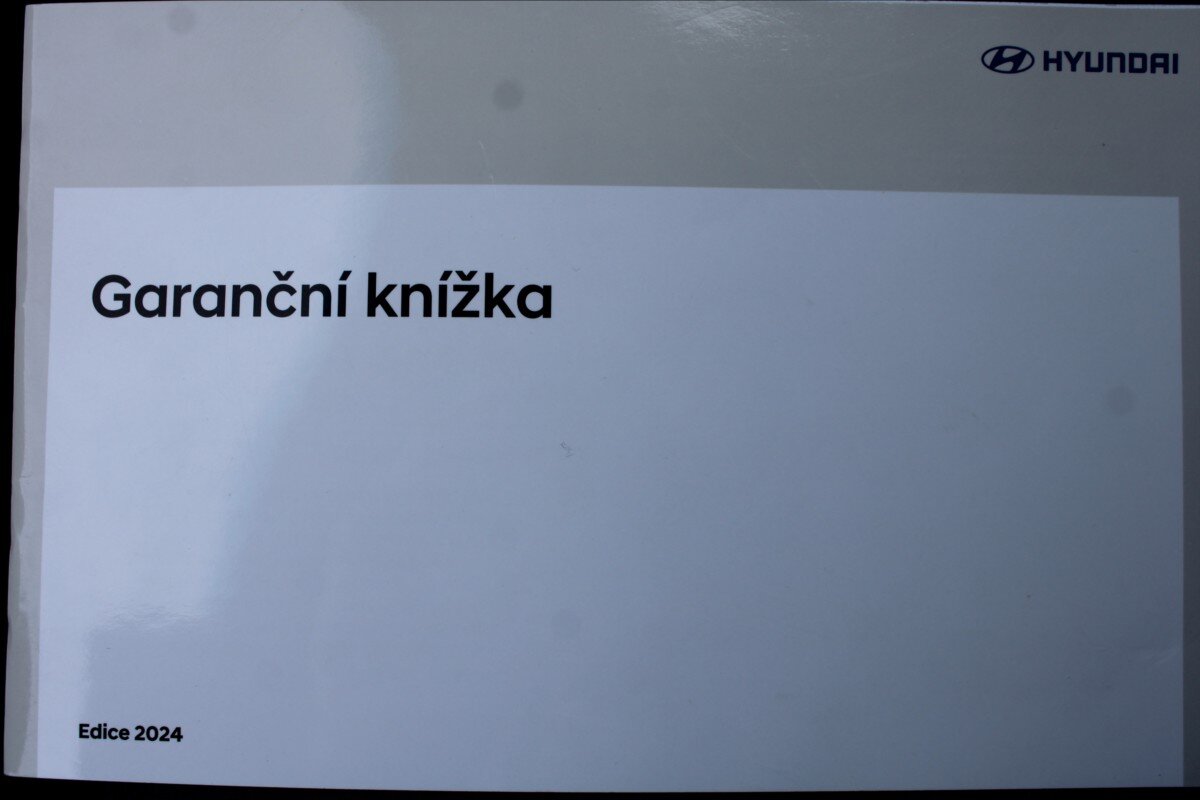 HYUNDAI
Garanční knížka
Edice 2024